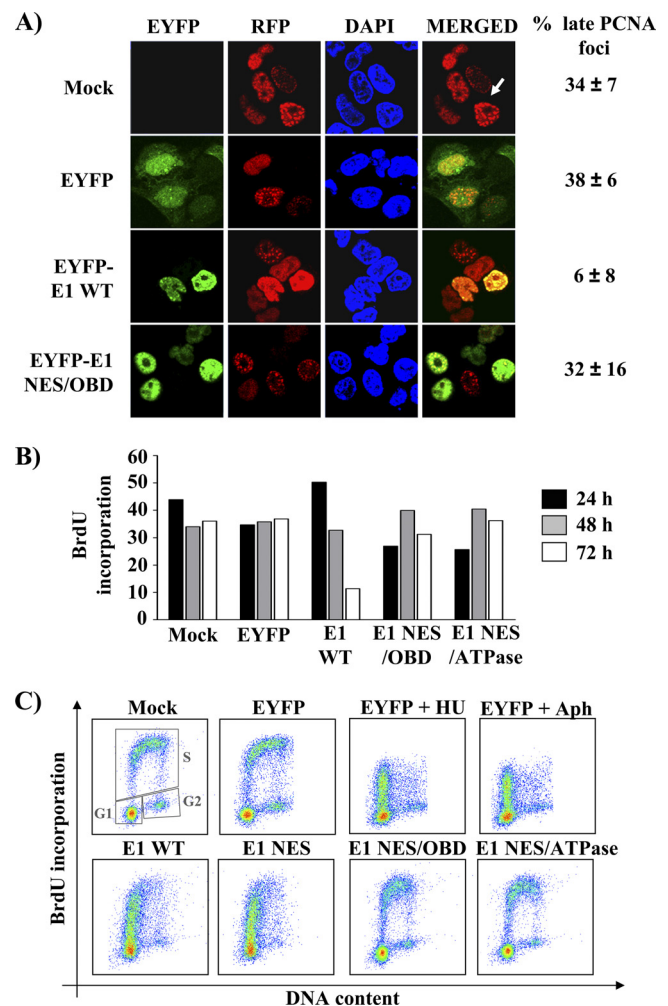 A)
EYFP RFP DAPI MERGED % late PCNA
foci
Mock 34 ± 7
EYFP 38 ± 6
EYFP-
E1 WT 6 ± 8
EYFP-E1
NES/OBD 32 ± 16
B)
BrdU
incorporation
60
50
40
30
20
10
0
Mock EYFP E1
WT E1 NES
/OBD E1 NES
/ATPase
24 h
48 h
72 h
C)
BrdU incorporation
Mock EYFP EYFP + HU EYFP + Aph
S
G1 G2
E1 WT E1 NES E1 NES/OBD E1 NES/ATPase
DNA content